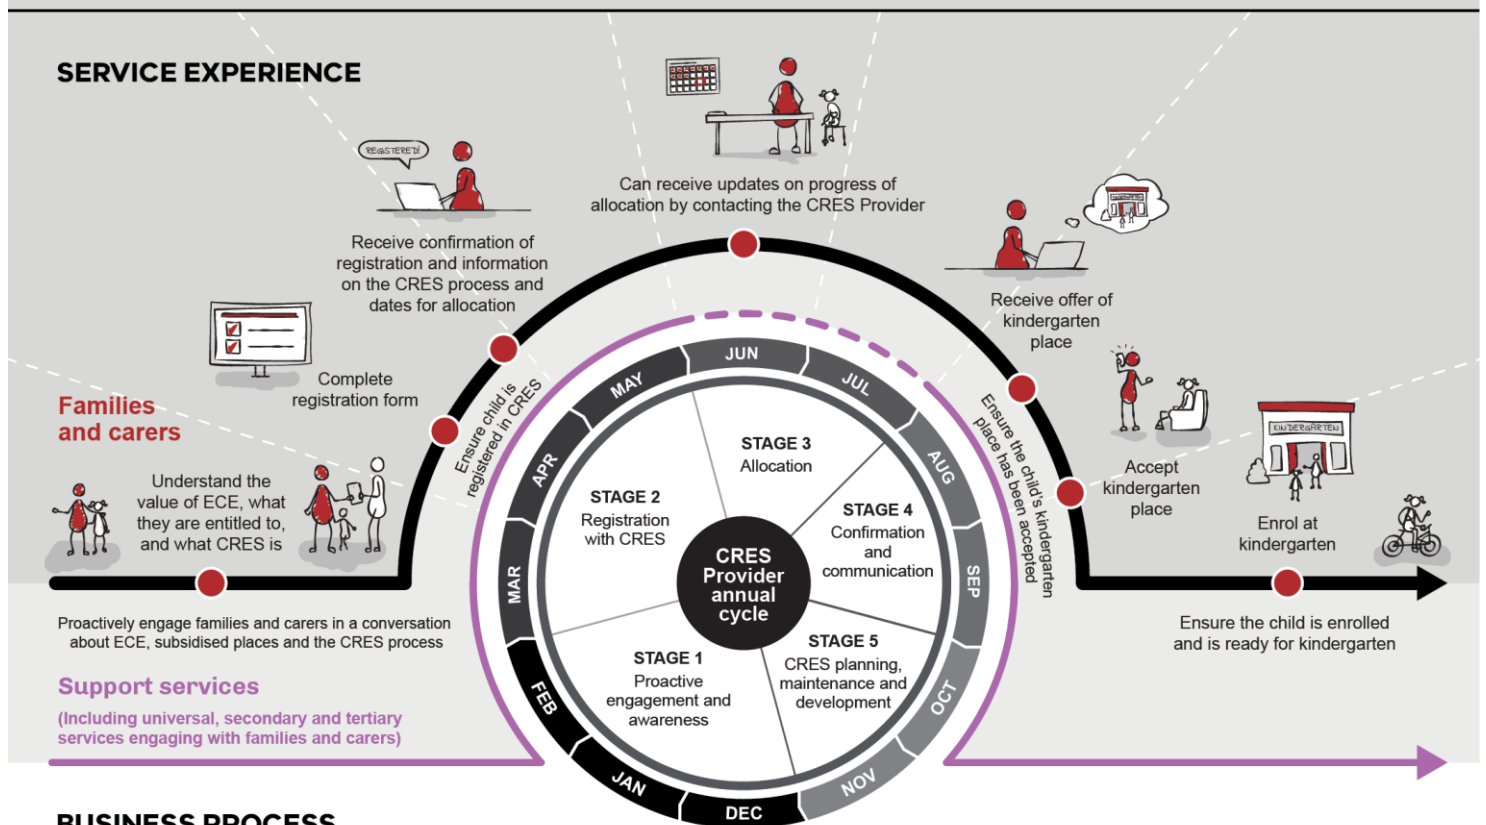 SERVICE EXPERIENCE
REGISTERED!
Can receive updates on progress of
allocation by contacting the CRES Provider
Receive confirmation of
registration and information
on the CRES process and
dates for allocation
KINDERGARTEN
Receive offer of
kindergarten
place
Complete
registration form
Families
and carers
Understand the
value of ECE, what
they are entitled to,
and what CRES is
Ensure child is
registered in CRES
Ensure the child's kindergarten
place has been accepted
Accept
kindergarten
place
KINDERGARTEN
Enrol at
kindergarten
JUN
JUL
AUG
SEP
OCT
NOV
DEC
JAN
FEB
MAR
APR
MAY
STAGE 3
Allocation
STAGE 2
Registration
with CRES
STAGE 4
Confirmation
and
communication
CRES
Provider
annual
cycle
STAGE 1
Proactive
engagement and
awareness
STAGE 5
CRES planning,
maintenance and
development
Proactively engage families and carers in a conversation
about ECE, subsidised places and the CRES process
Ensure the child is enrolled
and is ready for kindergarten
Support services
(Including universal, secondary and tertiary
services engaging with families and carers)
BUSINESS PROCESS